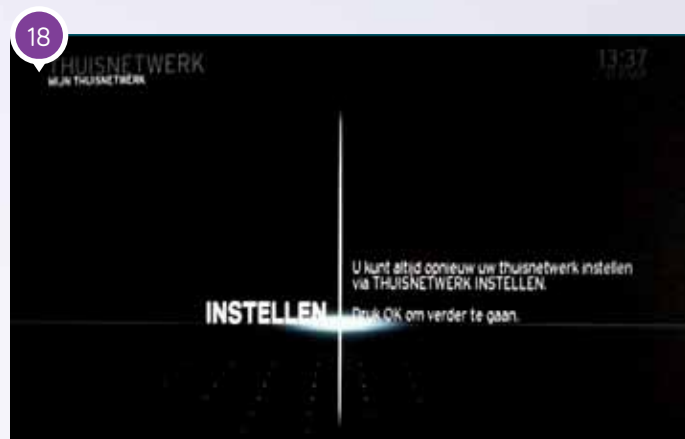 18
THUISNETWERK
MIJN THUISNETWERK
13:37
U kunt altijd opnieuw uw thuisnetwerk instellen
via THUISNETWERK INSTELLEN.
INSTELLEN
Druk OK om verder te gaan.